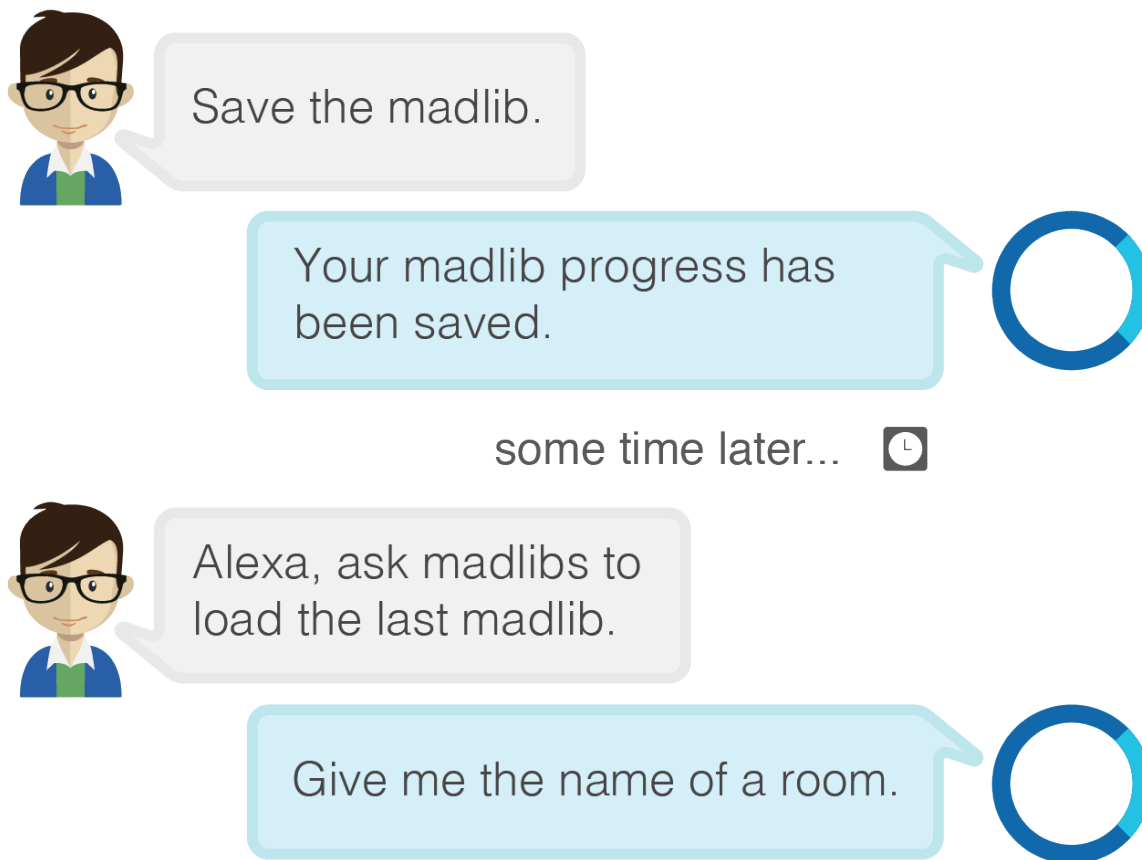 Save the madlib.
Your madlib progress has
been saved.
some time later...
Alexa, ask madlibs to
load the last madlib.
Give me the name of a room.